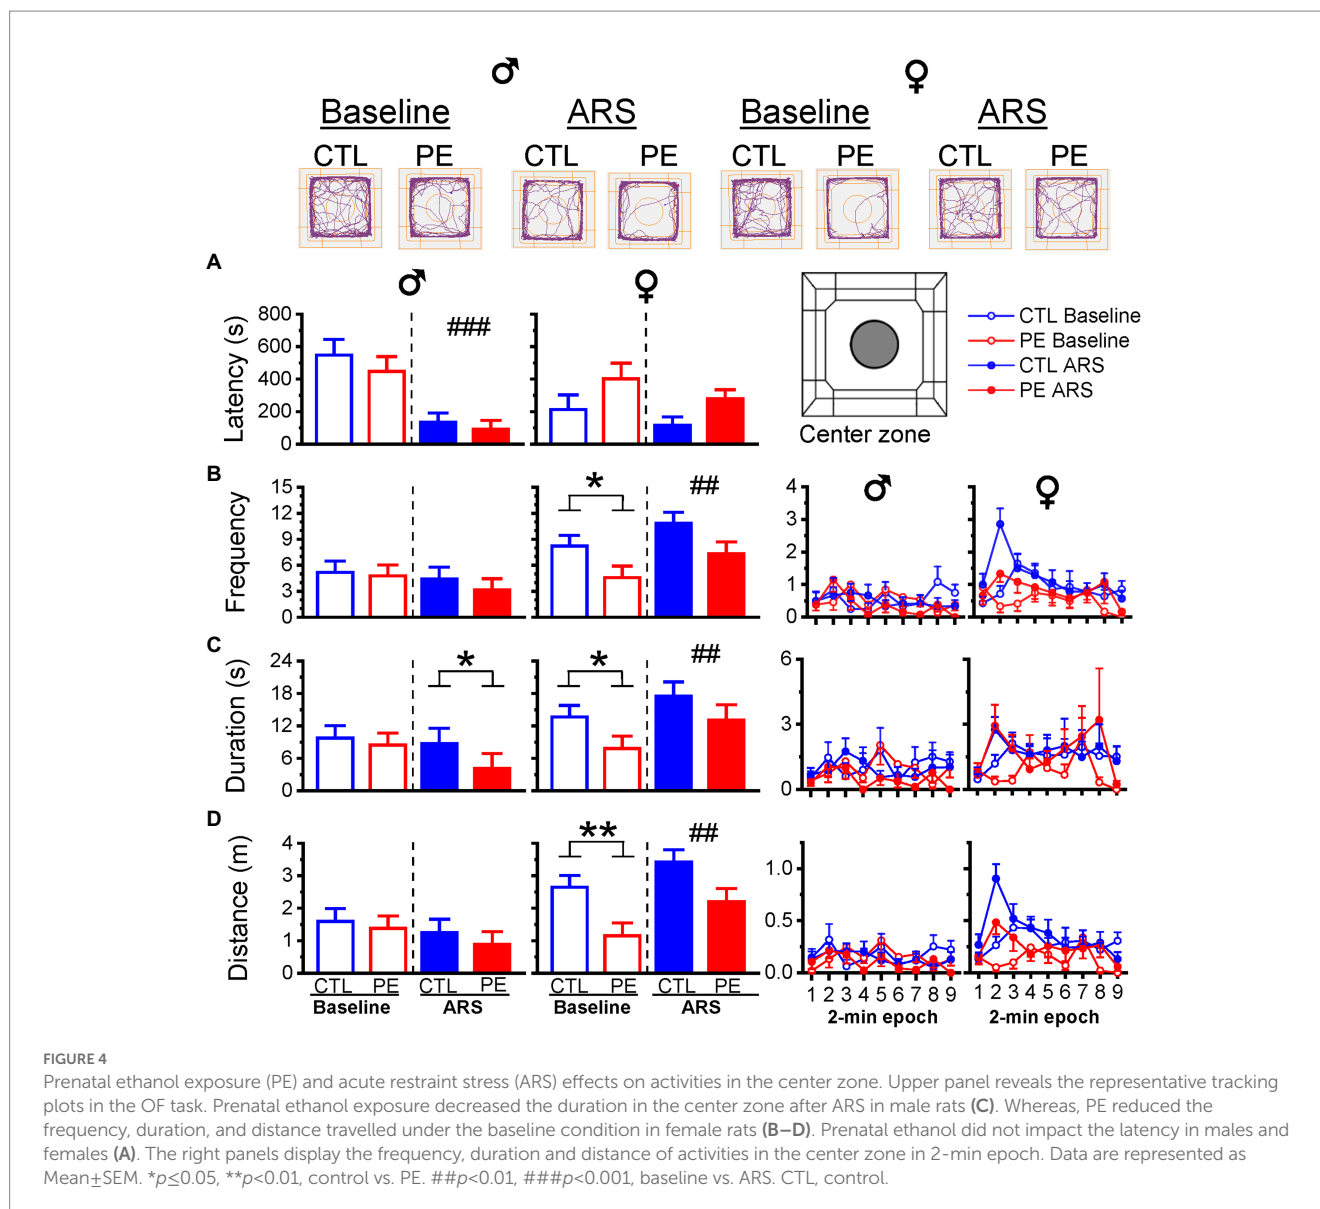 ♂ ♀
Baseline ARS Baseline ARS
CTL PE CTL PE CTL PE CTL PE
A
♂ ♀
Latency (s)
800
600
400
200
0
###
Center zone
CTL Baseline
PE Baseline
CTL ARS
PE ARS
B
Frequency
15
12
9
6
3
0
* ##
♂ ♀
4
3
2
1
0
C
Duration (s)
24
18
12
6
0
* * ##
6
3
0
D
Distance (m)
4
3
2
1
0
** ##
1.0
0.5
0.0
CTL PE CTL PE CTL PE CTL PE
Baseline ARS Baseline ARS
1 2 3 4 5 6 7 8 9 1 2 3 4 5 6 7 8 9
2-min epoch 2-min epoch
FIGURE 4
Prenatal ethanol exposure (PE) and acute restraint stress (ARS) effects on activities in the center zone. Upper panel reveals the representative tracking
plots in the OF task. Prenatal ethanol exposure decreased the duration in the center zone after ARS in male rats (C). Whereas, PE reduced the
frequency, duration, and distance travelled under the baseline condition in female rats (B–D). Prenatal ethanol did not impact the latency in males and
females (A). The right panels display the frequency, duration and distance of activities in the center zone in 2-min epoch. Data are represented as
Mean±SEM. *p≤0.05, **p<0.01, control vs. PE. ##p<0.01, ###p<0.001, baseline vs. ARS. CTL, control.